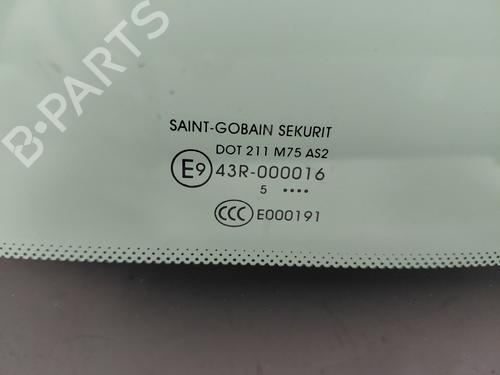 B-PARTS
SAINT-GOBAIN SEKURIT
DOT 211 M75 AS2
E9 43R-000016
5 ••••
CCC E000191